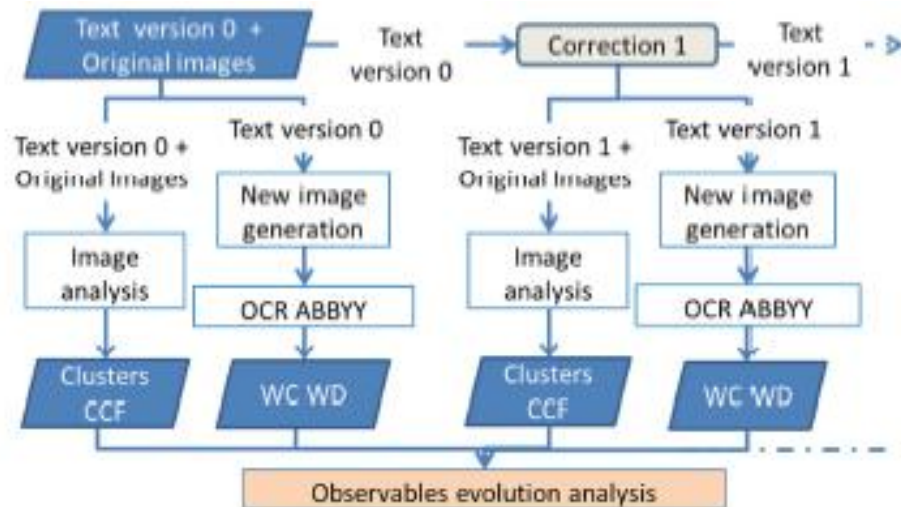 Text version 0 +
Original images
Text
version 0
Correction 1
Text
version 1
Text version 0 +
Original Images
Text version 0
Text version 1 +
Original Images
Text version 1
New image
generation
New image
generation
Image
analysis
Image
analysis
OCR ABBYY
OCR ABBYY
Clusters
CCF
WC WD
Clusters
CCF
WC WD
Observables evolution analysis